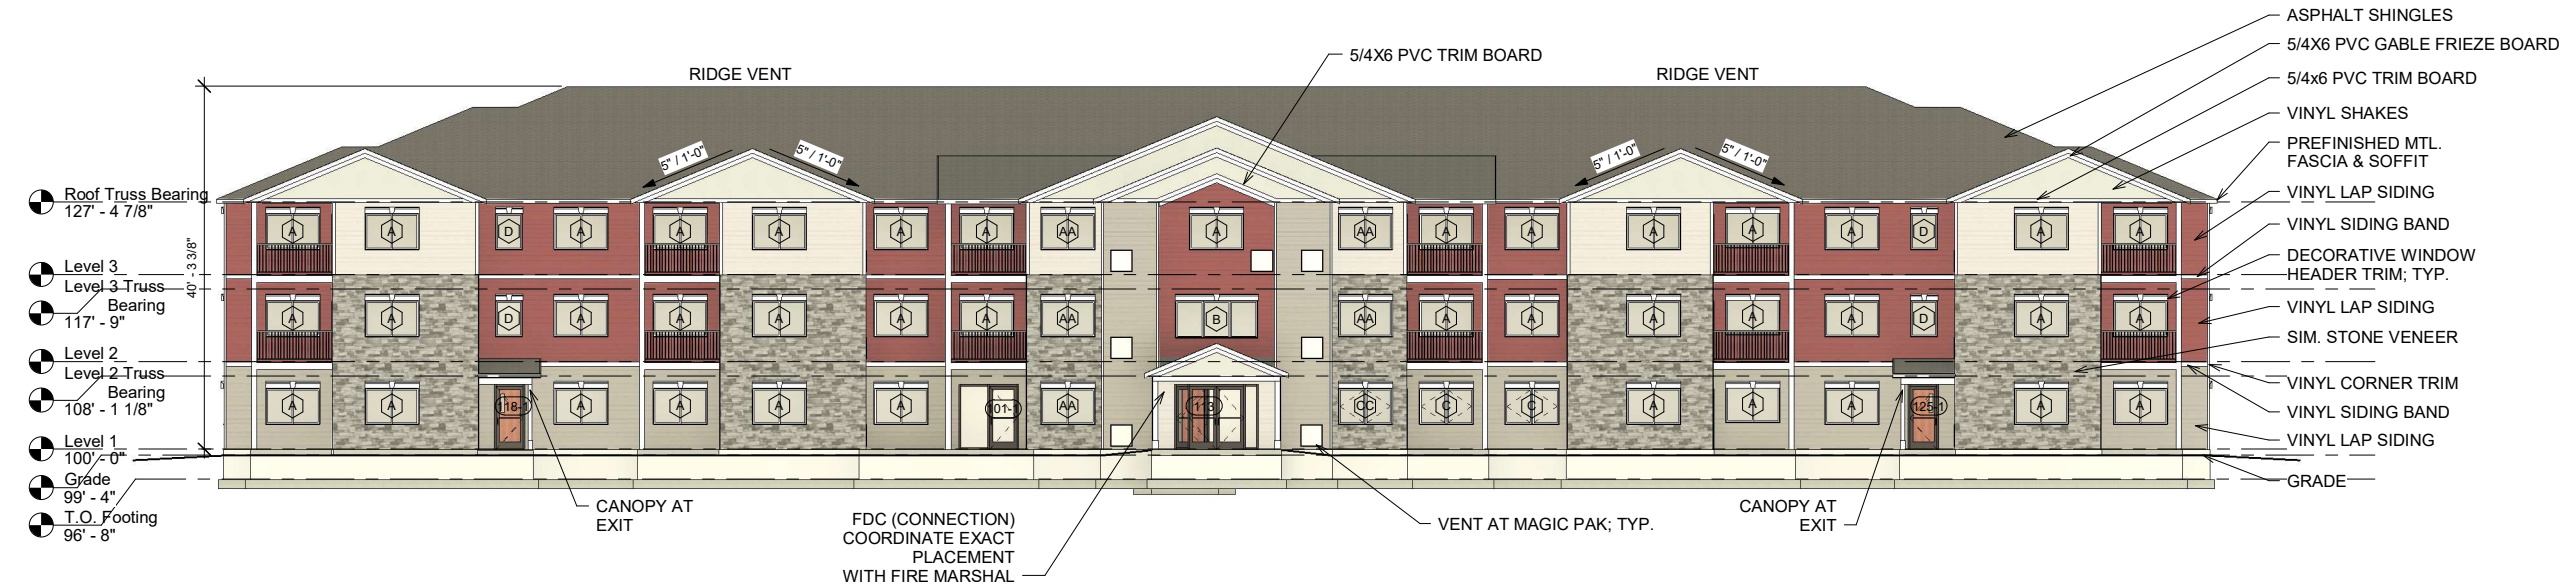 RIDGE VENT
5/4X6 PVC TRIM BOARD
RIDGE VENT
ASPHALT SHINGLES
5/4X6 PVC GABLE FRIEZE BOARD
5/4x6 PVC TRIM BOARD
VINYL SHAKES
PREFINISHED MTL.
FASCIA & SOFFIT
VINYL LAP SIDING
VINYL SIDING BAND
DECORATIVE WINDOW
HEADER TRIM; TYP.
VINYL LAP SIDING
SIM. STONE VENEER
VINYL CORNER TRIM
VINYL SIDING BAND
VINYL LAP SIDING
GRADE
5" / 1'-0"
5" / 1'-0"
5" / 1'-0"
5" / 1'-0"
Roof Truss Bearing
127' - 4 7/8"
40' - 3 3/8"
Level 3
Level 3 Truss
Bearing
117' - 9"
Level 2
Level 2 Truss
Bearing
108' - 1 1/8"
Level 1
100' - 0"
Grade
99' - 4"
T.O. Footing
96' - 8"
A A D A A A A A AA A AA A A A A A D A A
A A D A A A A A AA B AA A A A A A D A A
A A 118-1 A A A A 101-1 AA 113 CC C C A A A 125-1 A A
CANOPY AT
EXIT
FDC (CONNECTION)
COORDINATE EXACT
PLACEMENT
WITH FIRE MARSHAL
VENT AT MAGIC PAK; TYP.
CANOPY AT
EXIT